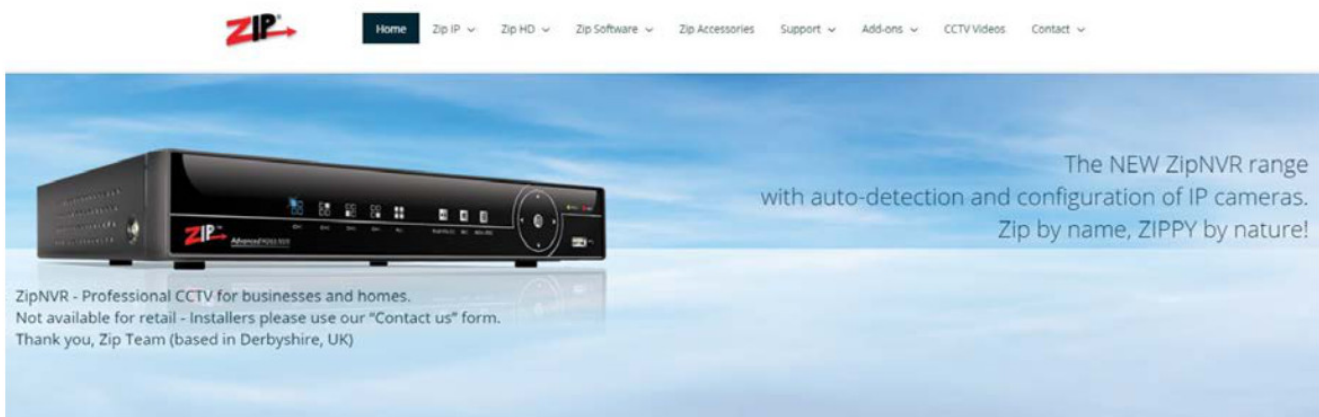 ZIP
Home Zip IP Zip HD Zip Software Zip Accessories Support Add-ons CCTV Videos Contact
The NEW ZipNVR range
with auto-detection and configuration of IP cameras.
Zip by name, ZIPPY by nature!
ZIP
Advanced
ZipNVR - Professional CCTV for businesses and homes.
Not available for retail - Installers please use our “Contact us” form.
Thank you, Zip Team (based in Derbyshire, UK)